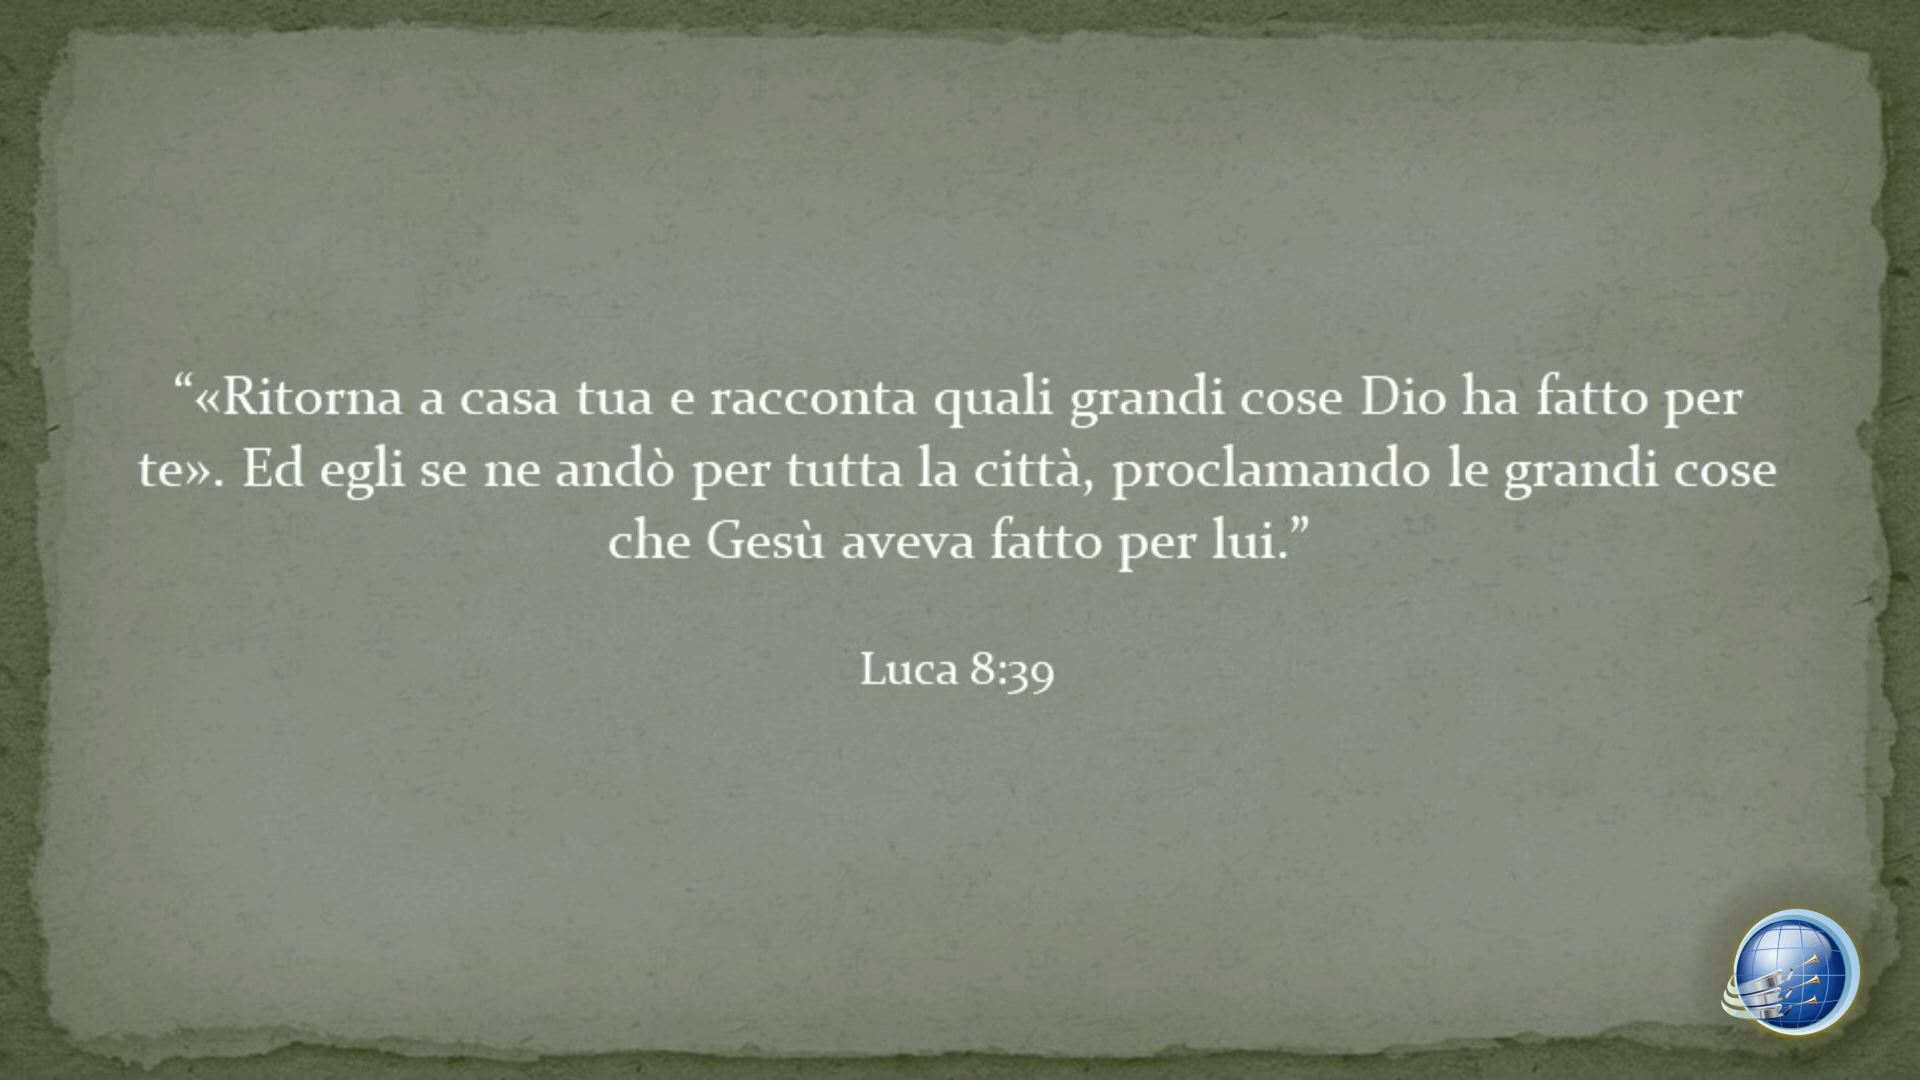 “«Ritorna a casa tua e racconta quali grandi cose Dio ha fatto per
te». Ed egli se ne andò per tutta la città, proclamando le grandi cose
che Gesù aveva fatto per lui.”
Luca 8:39